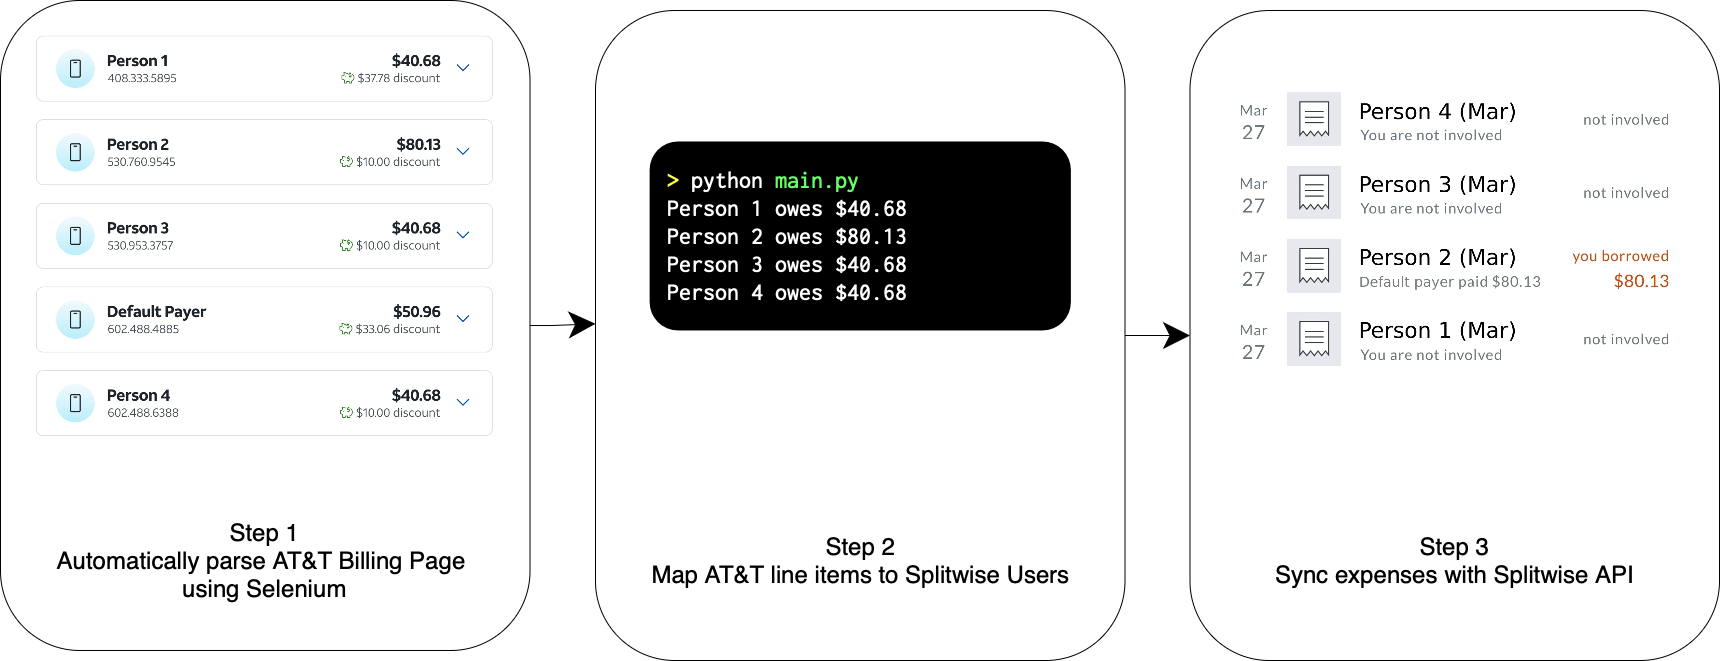 Person 1 $40.68
408.333.5895 $37.78 discount
Person 2 $80.13
530.760.9545 $10.00 discount
Person 3 $40.68
530.953.3757 $10.00 discount
Default Payer $50.96
602.488.4885 $33.06 discount
Person 4 $40.68
602.488.6388 $10.00 discount
Step 1
Automatically parse AT&T Billing Page
using Selenium
> python main.py
Person 1 owes $40.68
Person 2 owes $80.13
Person 3 owes $40.68
Person 4 owes $40.68
Step 2
Map AT&T line items to Splitwise Users
Mar
27
Person 4 (Mar)
You are not involved
not involved
Mar
27
Person 3 (Mar)
You are not involved
not involved
Mar
27
Person 2 (Mar)
Default payer paid $80.13
you borrowed
$80.13
Mar
27
Person 1 (Mar)
You are not involved
not involved
Step 3
Sync expenses with Splitwise API